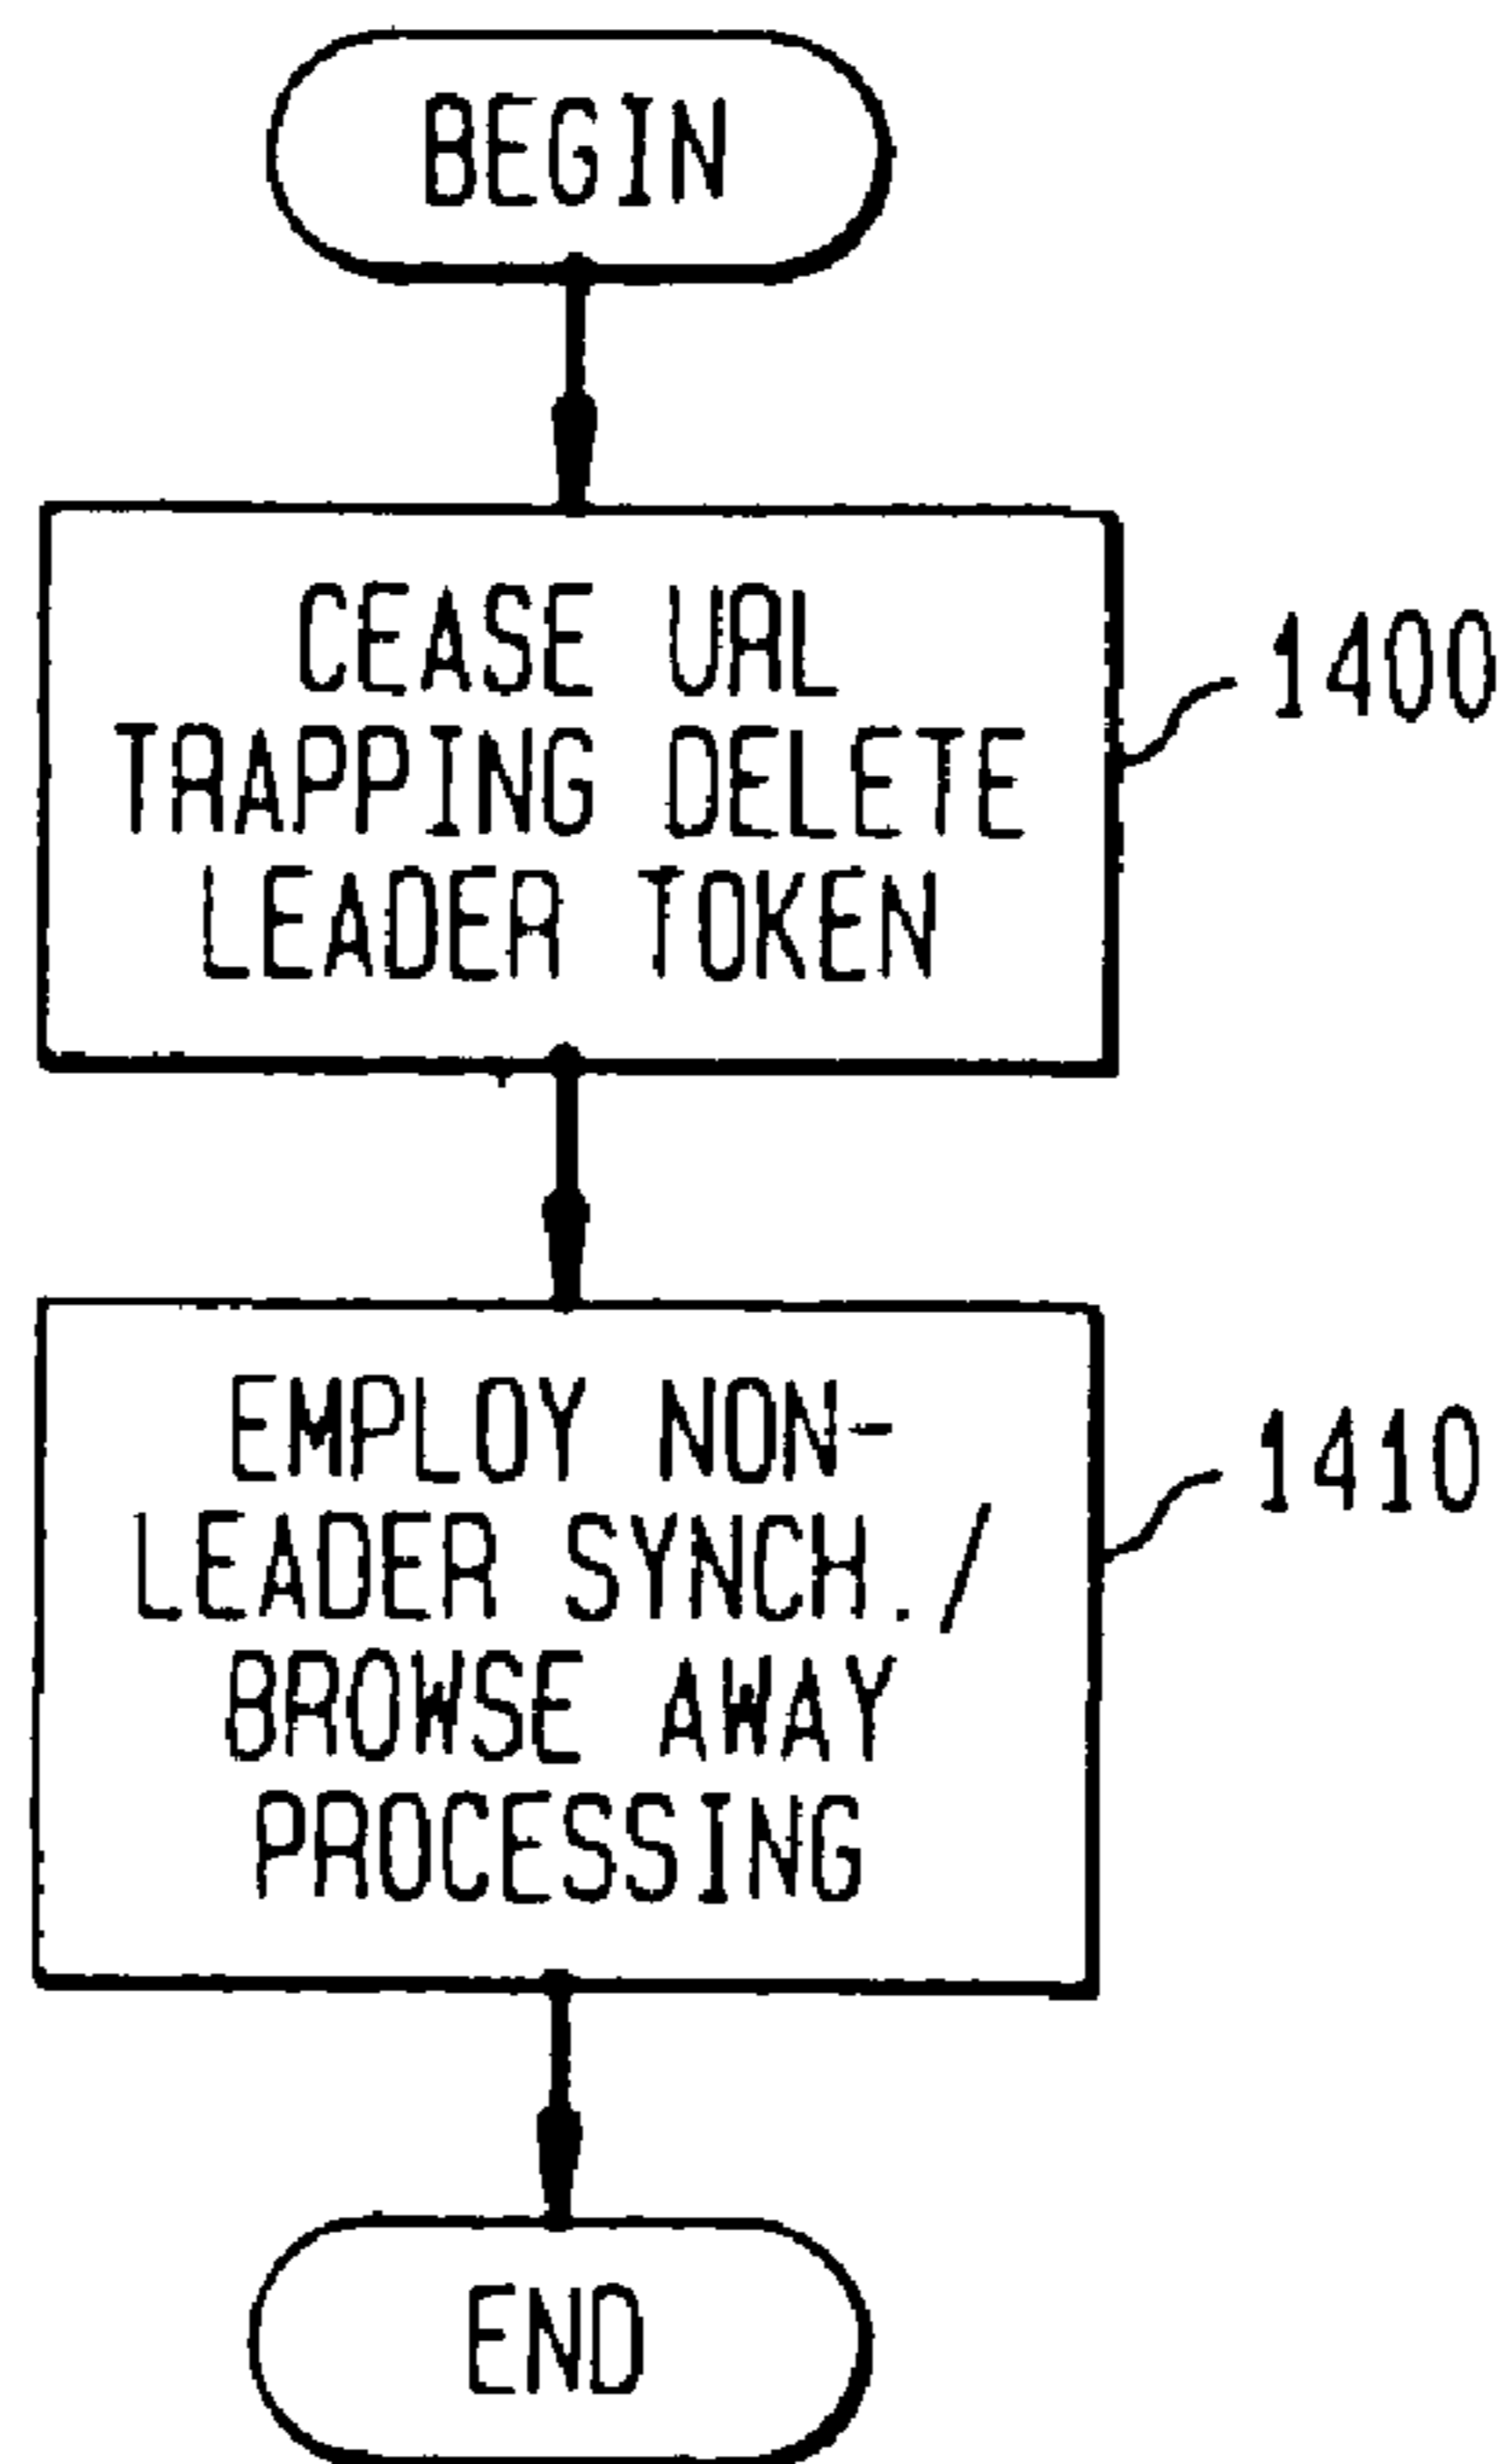 BEGIN
CEASE URL
TRAPPING DELETE
LEADER TOKEN
1400
EMPLOY NON-
LEADER SYNCH./
BROWSE AWAY
PROCESSING
1410
END